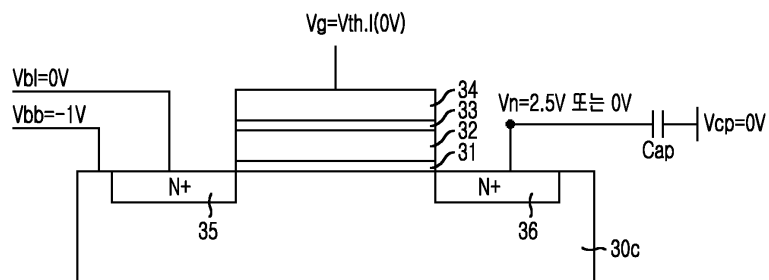 Vg=Vth.l(0V)
Vbl=0V
Vbb=-1V
34
33
32
31
Vn=2.5V 또는 0V
Vcp=0V
Cap
N+
N+
35
36
30c